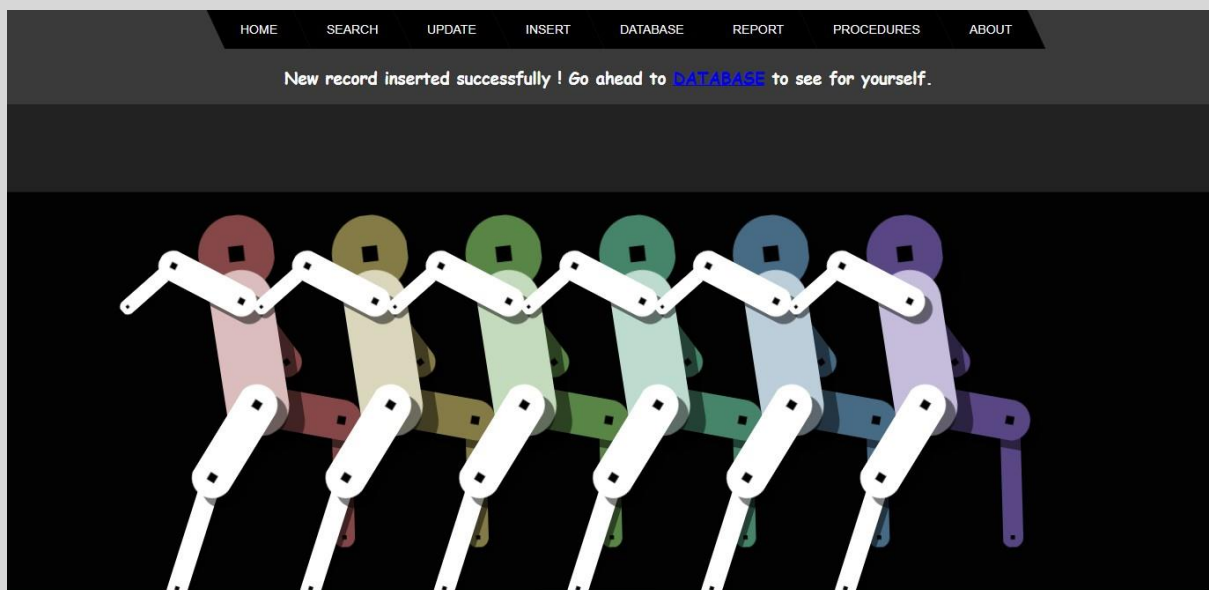 HOME SEARCH UPDATE INSERT DATABASE REPORT PROCEDURES ABOUT
New record inserted successfully ! Go ahead to DATABASE to see for yourself.